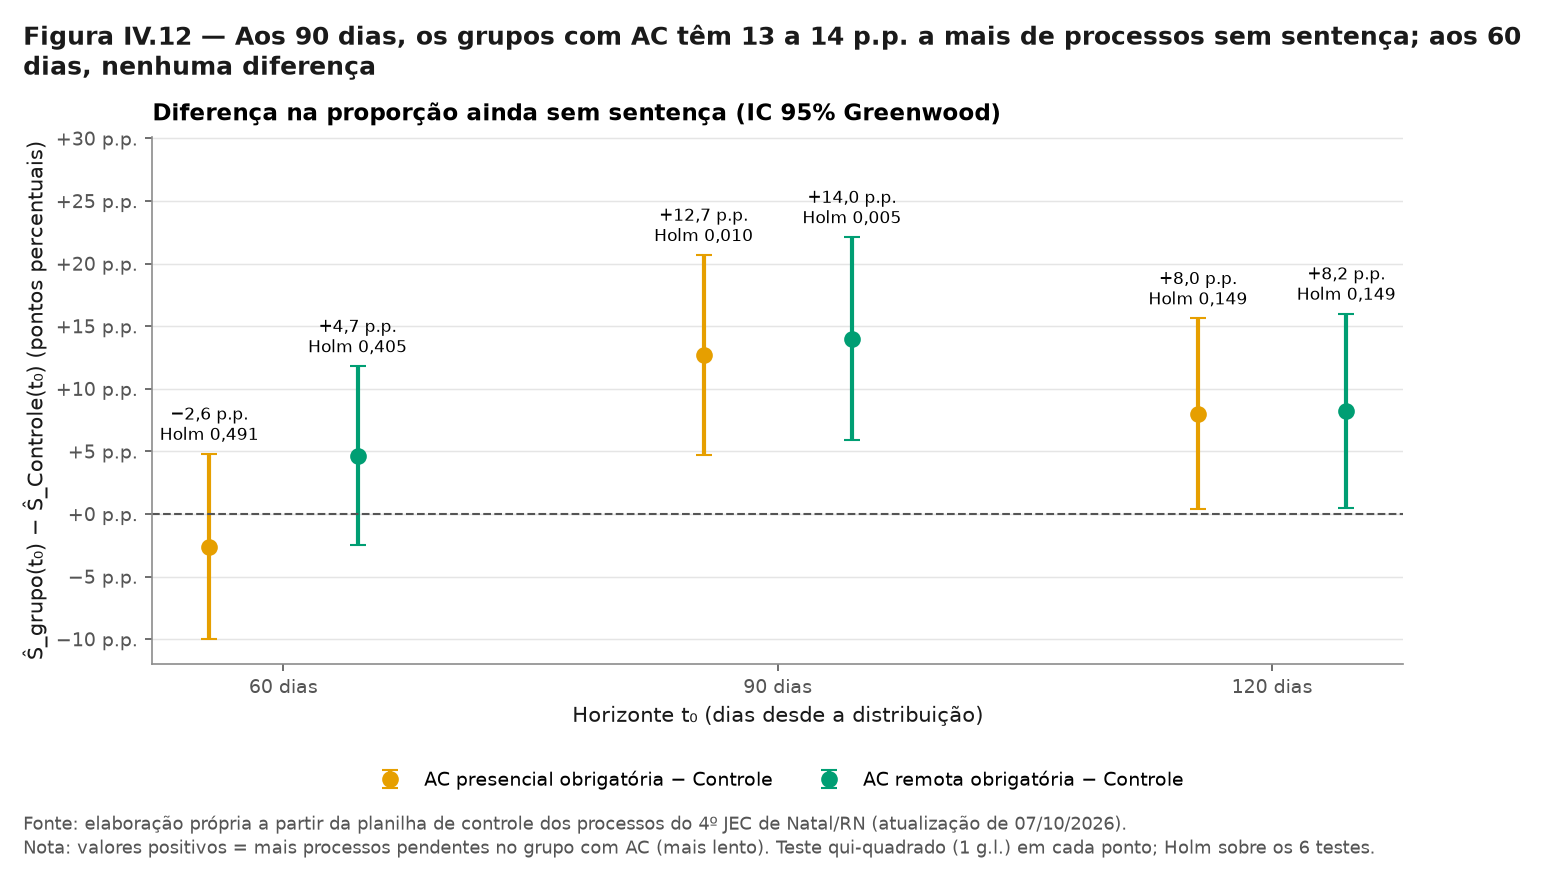 Figura IV.12 — Aos 90 dias, os grupos com AC têm 13 a 14 p.p. a mais de processos sem sentença; aos 60
dias, nenhuma diferença
Diferença na proporção ainda sem sentença (IC 95% Greenwood)
Ŝ_grupo(t₀) − Ŝ_Controle(t₀) (pontos percentuais)
+30 p.p.
+25 p.p.
+20 p.p.
+15 p.p.
+10 p.p.
+5 p.p.
+0 p.p.
−5 p.p.
−10 p.p.
−2,6 p.p.
Holm 0,491
+4,7 p.p.
Holm 0,405
+12,7 p.p.
Holm 0,010
+14,0 p.p.
Holm 0,005
+8,0 p.p.
Holm 0,149
+8,2 p.p.
Holm 0,149
60 dias
90 dias
120 dias
Horizonte t₀ (dias desde a distribuição)
AC presencial obrigatória − Controle
AC remota obrigatória − Controle
Fonte: elaboração própria a partir da planilha de controle dos processos do 4º JEC de Natal/RN (atualização de 07/10/2026).
Nota: valores positivos = mais processos pendentes no grupo com AC (mais lento). Teste qui-quadrado (1 g.l.) em cada ponto; Holm sobre os 6 testes.